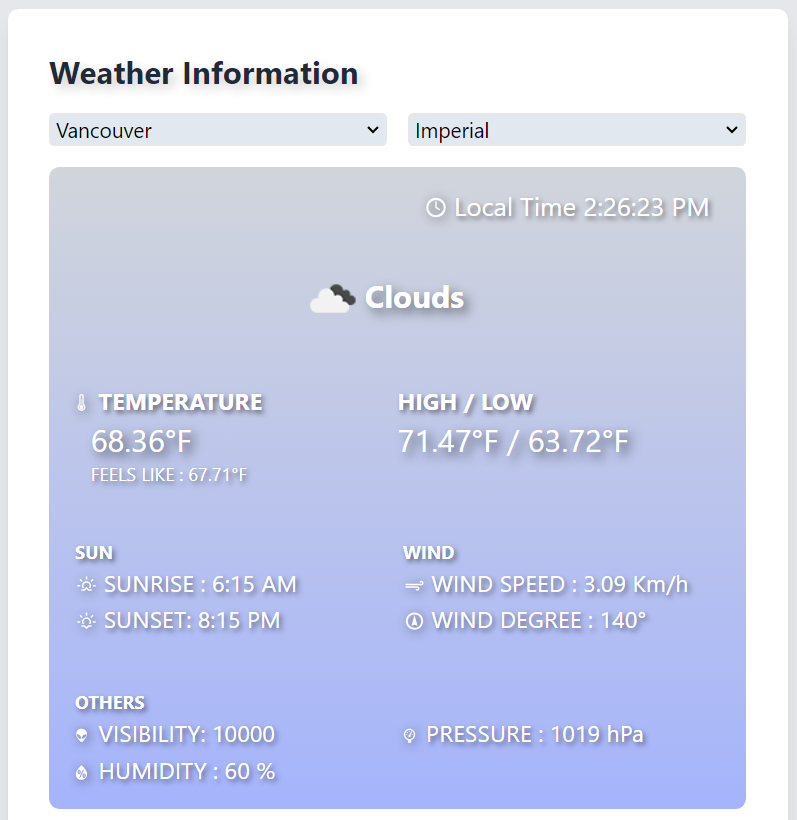 Weather Information
Vancouver
Imperial
Local Time 2:26:23 PM
Clouds
TEMPERATURE
68.36°F
FEELS LIKE : 67.71°F
HIGH / LOW
71.47°F / 63.72°F
SUN
SUNRISE : 6:15 AM
SUNSET: 8:15 PM
WIND
WIND SPEED : 3.09 Km/h
WIND DEGREE : 140°
OTHERS
VISIBILITY: 10000
PRESSURE : 1019 hPa
HUMIDITY : 60 %